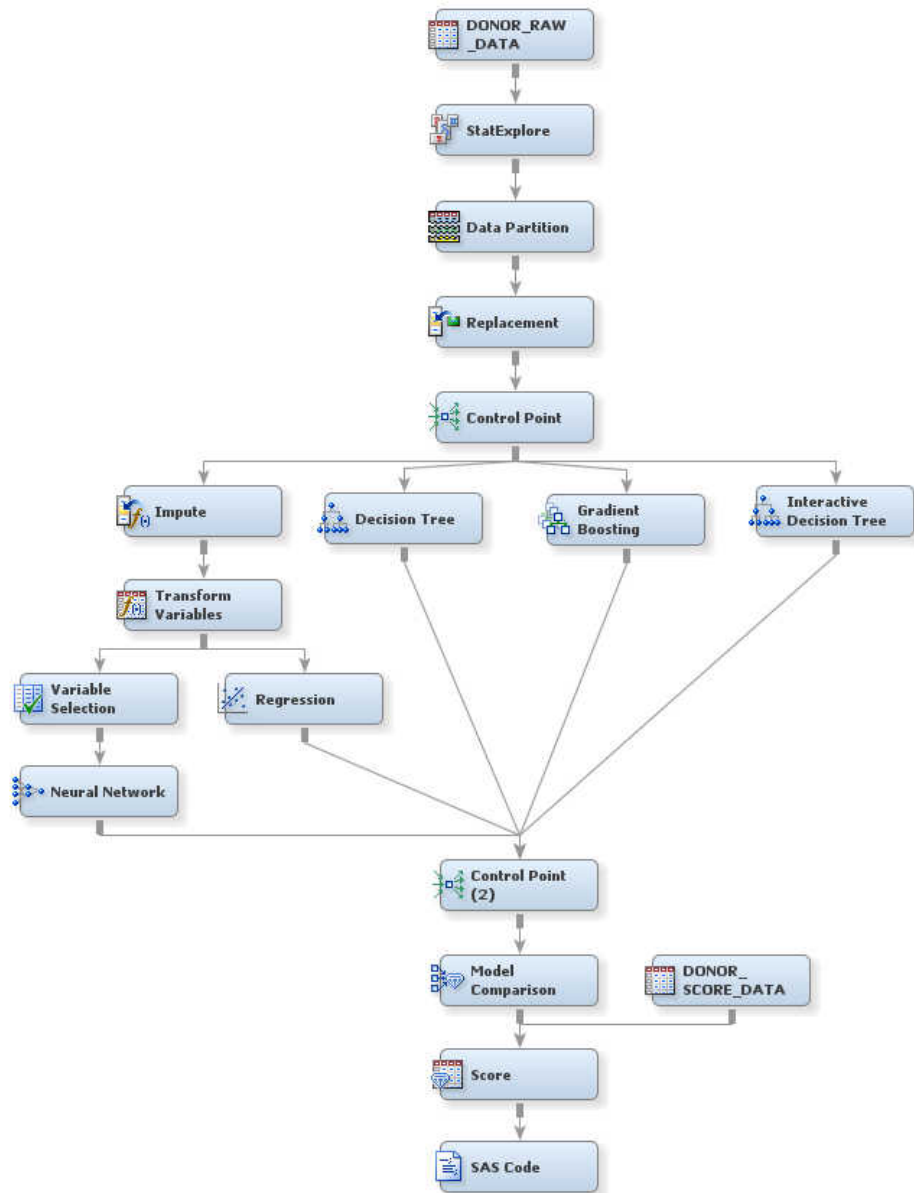 DONOR_RAW
_DATA
StatExplore
Data Partition
Replacement
Control Point
Impute
Decision Tree
Gradient
Boosting
Interactive
Decision Tree
Transform
Variables
Variable
Selection
Regression
Neural Network
Control Point
(2)
Model
Comparison
DONOR_
SCORE_DATA
Score
SAS Code